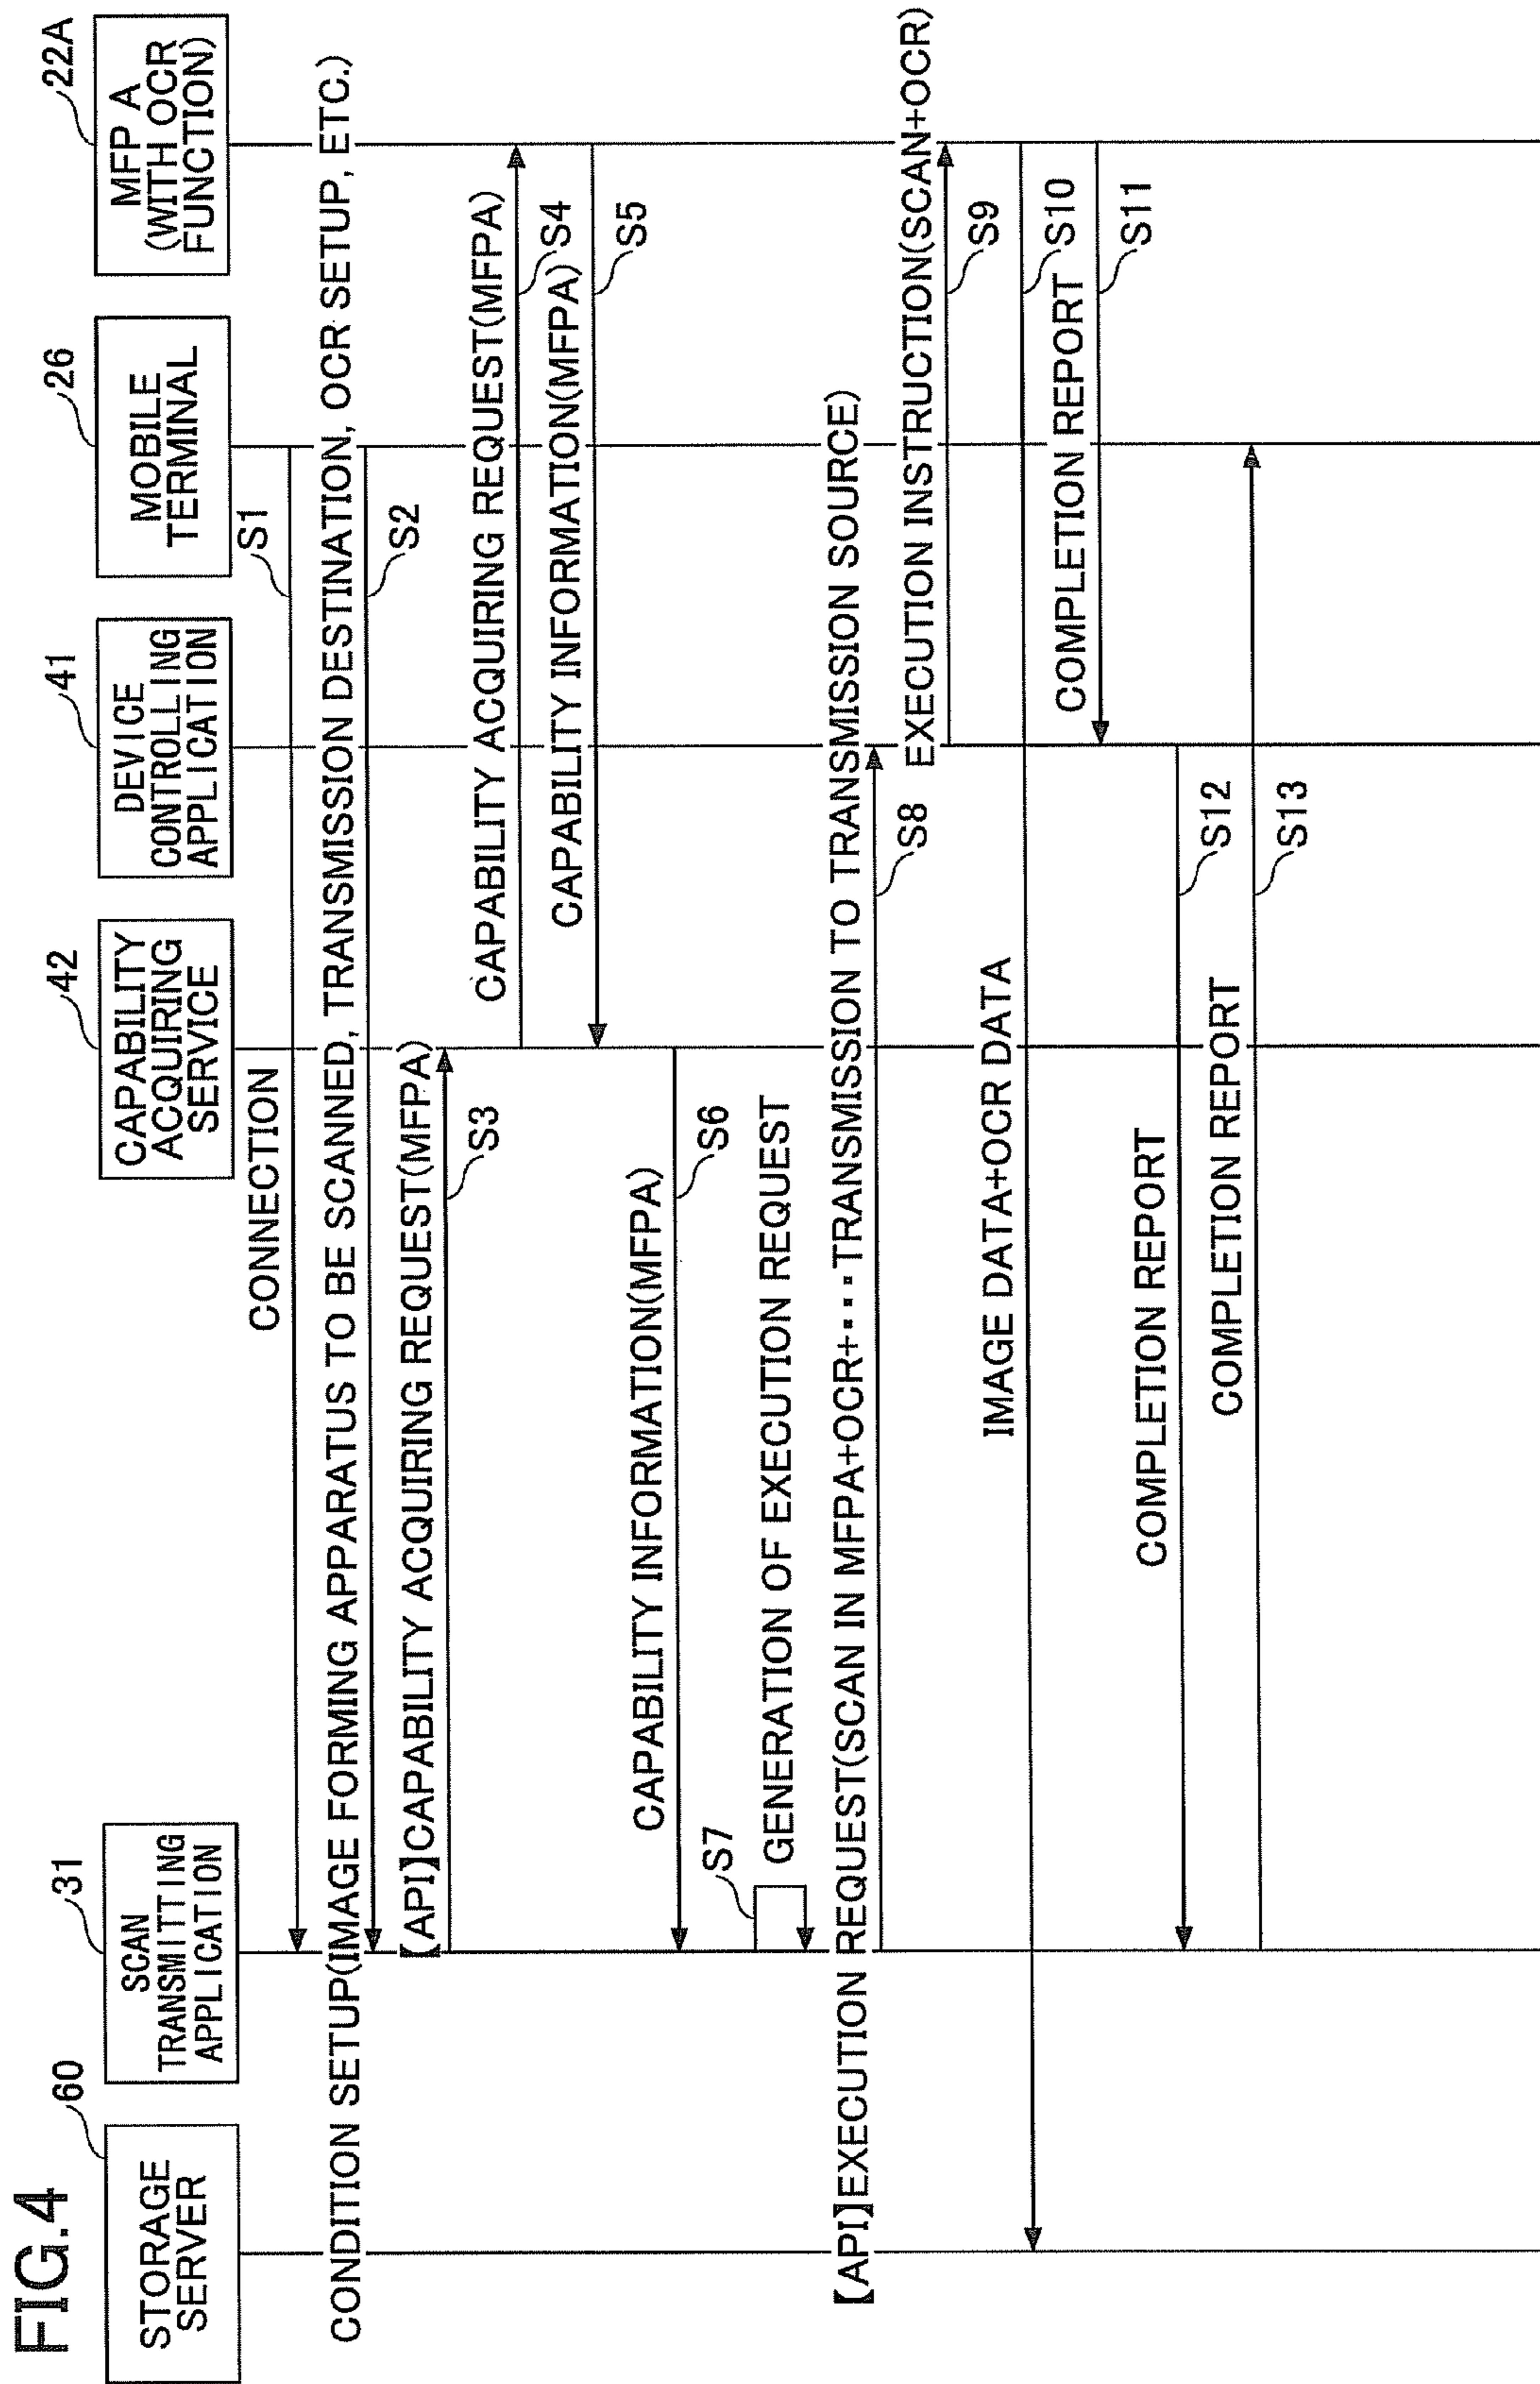 FIG.4
60
STORAGE
SERVER
31
SCAN
TRANSMITTING
APPLICATION
42
CAPABILITY
ACQUIRING
SERVICE
41
DEVICE
CONTROLLING
APPLICATION
26
MOBILE
TERMINAL
22A
MFP A
(WITH OCR
FUNCTION)
CONNECTION
S1
CONDITION SETUP(IMAGE FORMING APPARATUS TO BE SCANNED, TRANSMISSION DESTINATION, OCR SETUP, ETC.)
S2
【API】CAPABILITY ACQUIRING REQUEST(MFPA)
S3
CAPABILITY ACQUIRING REQUEST(MFPA)
S4
CAPABILITY INFORMATION(MFPA)
S5
CAPABILITY INFORMATION(MFPA)
S6
S7
GENERATION OF EXECUTION REQUEST
【API】EXECUTION REQUEST(SCAN IN MFPA+OCR+・・・TRANSMISSION TO TRANSMISSION SOURCE)
S8
EXECUTION INSTRUCTION(SCAN+OCR)
S9
IMAGE DATA+OCR DATA
S10
COMPLETION REPORT
S11
COMPLETION REPORT
S12
COMPLETION REPORT
S13